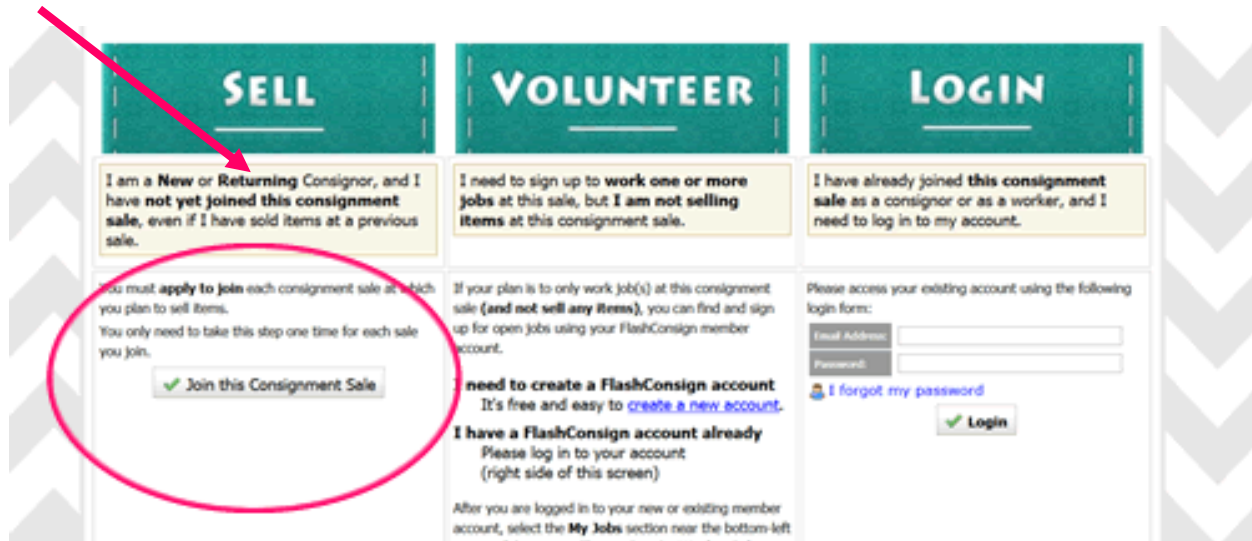 SELL
I am a New or Returning Consignor, and I
have not yet joined this consignment
sale, even if I have sold items at a previous
sale.
You must apply to join each consignment sale at which
you plan to sell items.
You only need to take this step one time for each sale
you join.
Join this Consignment Sale
VOLUNTEER
I need to sign up to work one or more
jobs at this sale, but I am not selling
items at this consignment sale.
If your plan is to only work job(s) at this consignment
sale (and not sell any items), you can find and sign
up for open jobs using your FlashConsign member
account.
I need to create a FlashConsign account
It's free and easy to create a new account.
I have a FlashConsign account already
Please log in to your account
(right side of this screen)
After you are logged in to your new or existing member
account, select the My Jobs section near the bottom-left
LOGIN
I have already joined this consignment
sale as a consignor or as a worker, and I
need to log in to my account.
Please access your existing account using the following
login form:
Email Address:
Password:
I forgot my password
Login